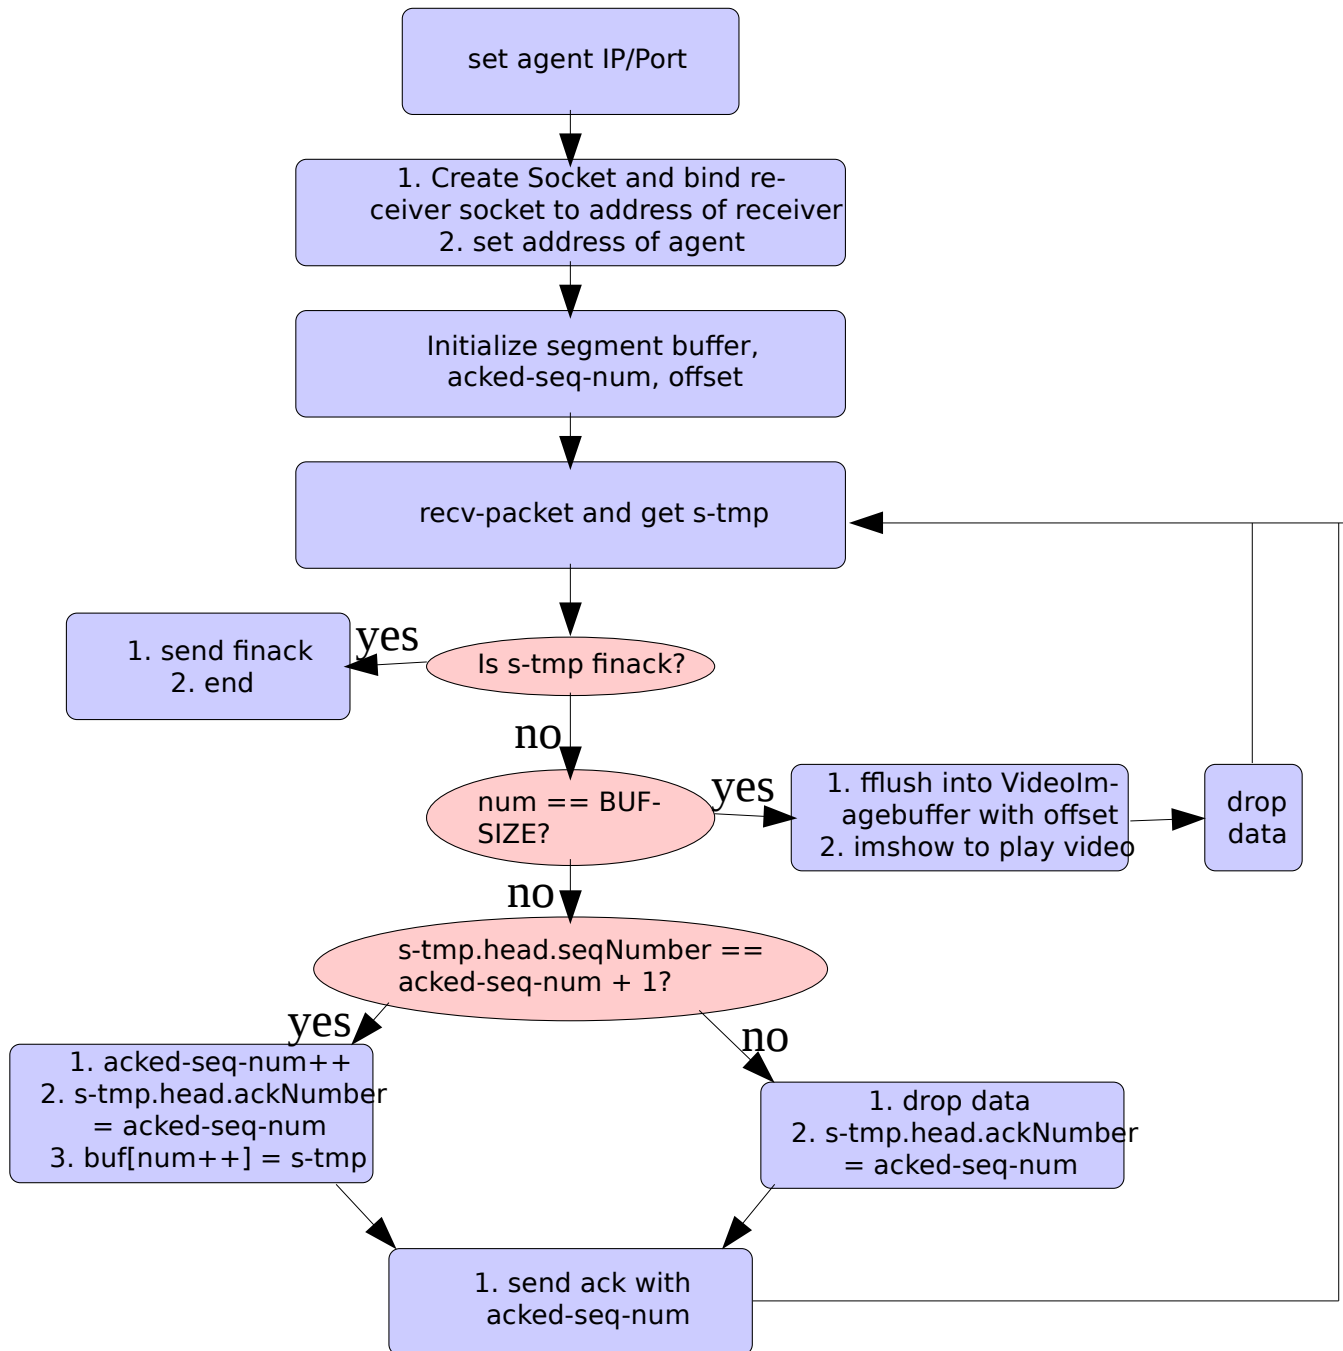 set agent IP/Port
1. Create Socket and bind re-
ceiver socket to address of receiver
2. set address of agent
Initialize segment buffer,
acked-seq-num, offset
recv-packet and get s-tmp
Is s-tmp finack?
yes
1. send finack
2. end
no
num == BUF-
SIZE?
yes
1. fflush into VideoIm-
agebuffer with offset
2. imshow to play video
drop
data
no
s-tmp.head.seqNumber ==
acked-seq-num + 1?
yes
1. acked-seq-num++
2. s-tmp.head.ackNumber
= acked-seq-num
3. buf[num++] = s-tmp
no
1. drop data
2. s-tmp.head.ackNumber
= acked-seq-num
1. send ack with
acked-seq-num